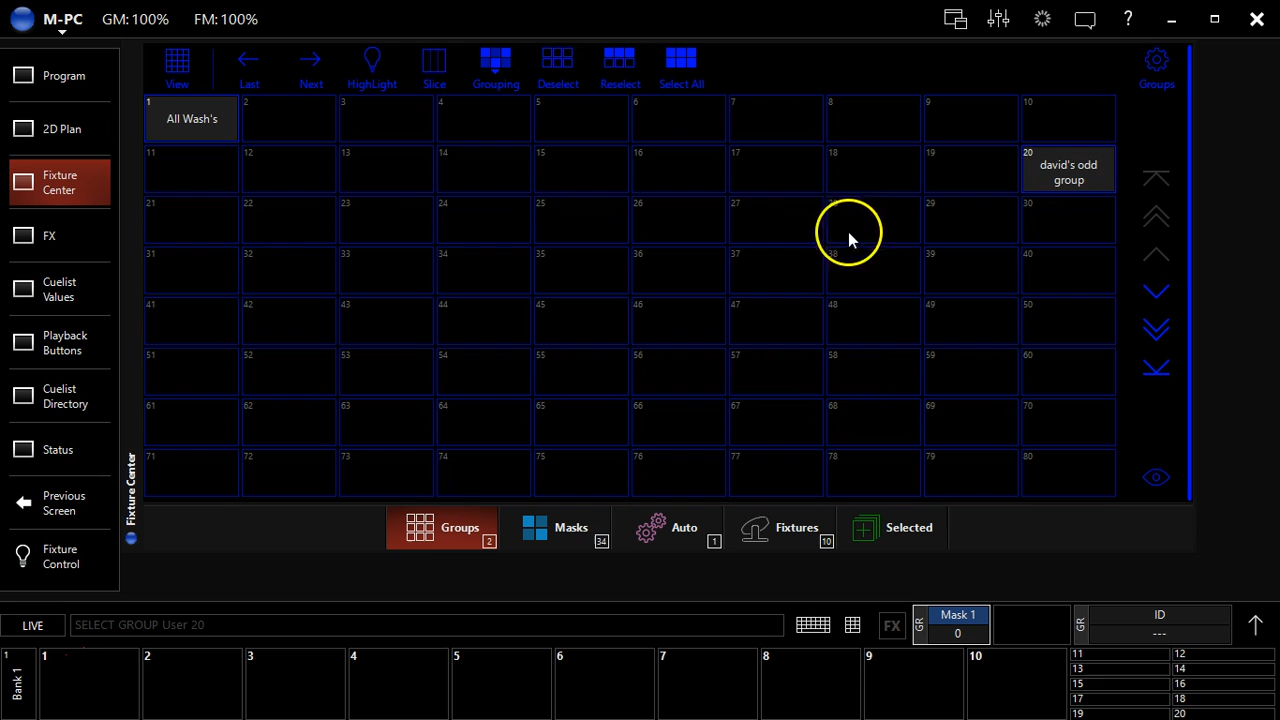 M-PC GM: 100% FM: 100% ?
Program
2D Plan
Fixture
Center
FX
Cuelist
Values
Playback
Buttons
Cuelist
Directory
Status
Previous
Screen
Fixture
Control
Fixture Center
View Last Next HighLight Slice Grouping Deselect Reselect Select All Groups
1 2 3 4 5 6 7 8 9 10
All Wash's
11 12 13 14 15 16 17 18 19 20
david's odd
group
21 22 23 24 25 26 27 28 29 30
31 32 33 34 35 36 37 38 39 40
41 42 43 44 45 46 47 48 49 50
51 52 53 54 55 56 57 58 59 60
61 62 63 64 65 66 67 68 69 70
71 72 73 74 75 76 77 78 79 80
Groups 2 Masks 34 Auto 1 Fixtures 10 Selected
LIVE SELECT GROUP User 20 FX GR Mask 1 GR ID
0 ---
1 Bank 1 1 2 3 4 5 6 7 8 9 10
11 12
13 14
15 16
17 18
19 20